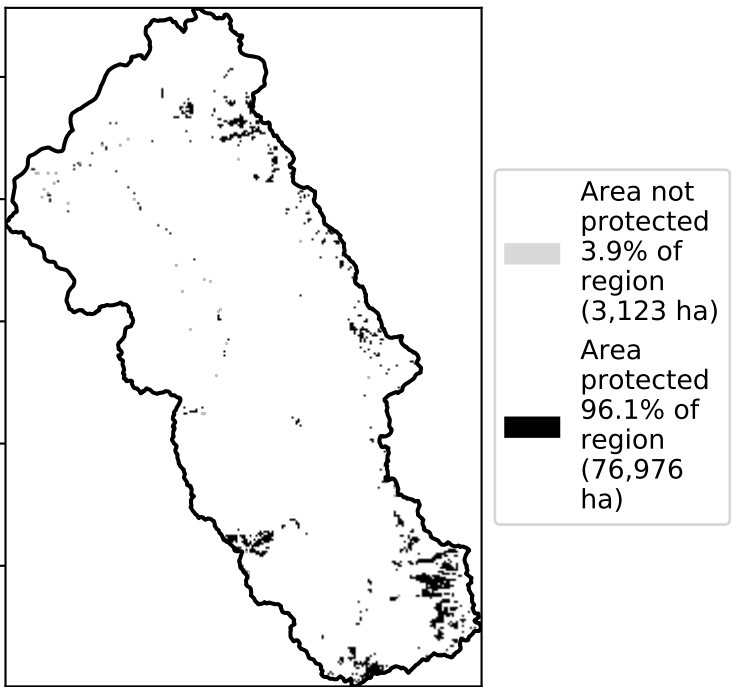 Area not
protected
3.9% of
region
(3,123 ha)
Area
protected
96.1% of
region
(76,976
ha)